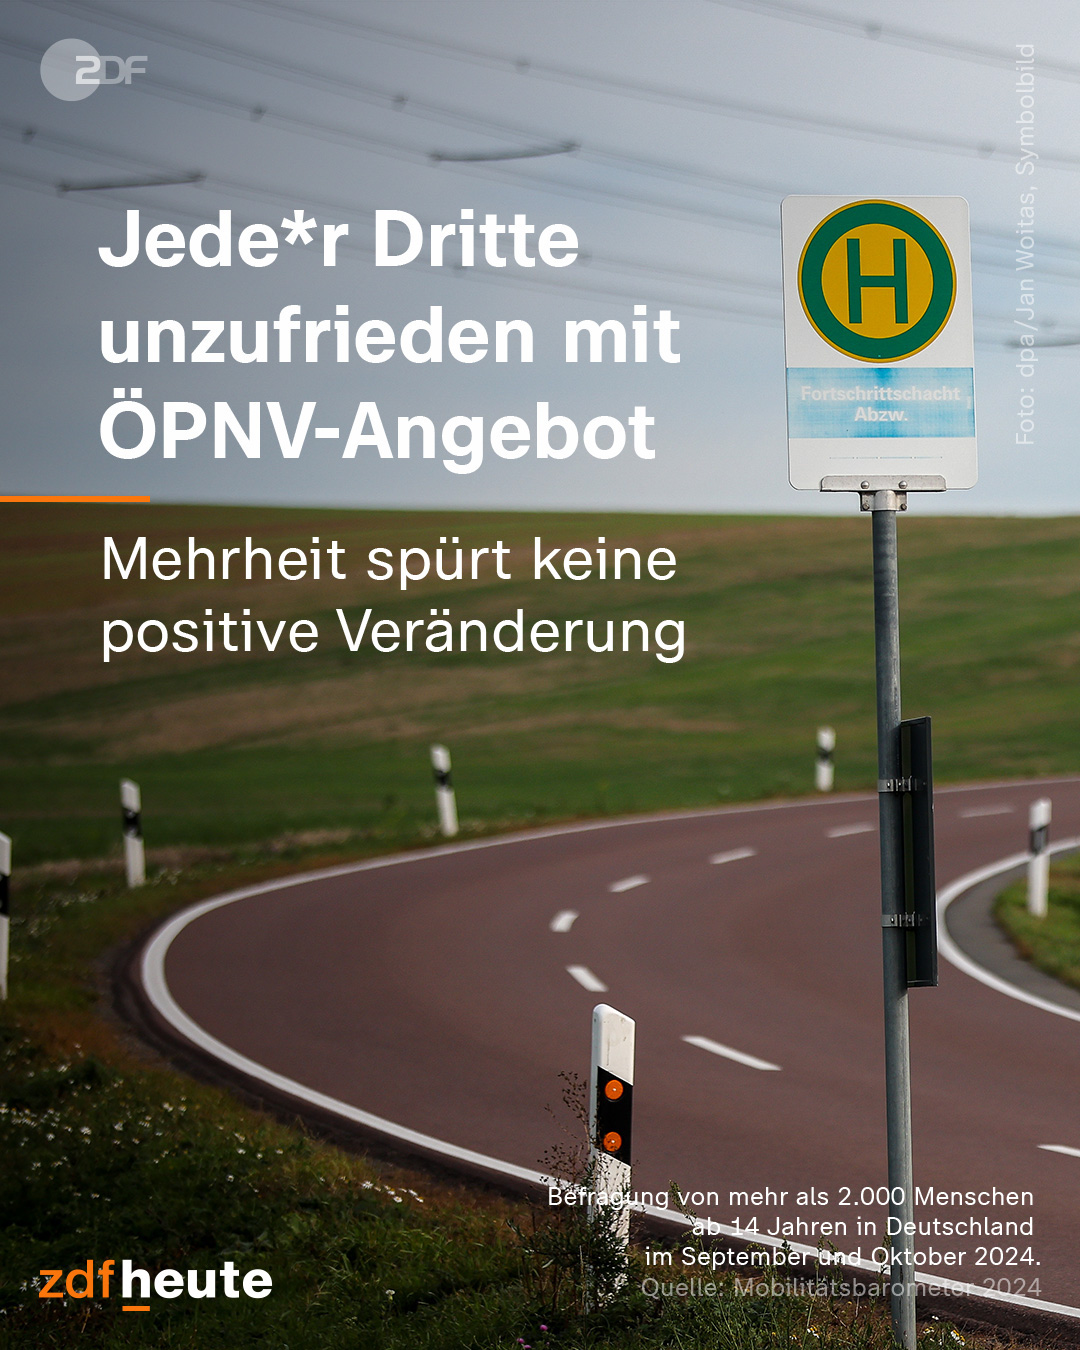 ZDF
Foto: dpa/Jan Woitas, Symbolbild
Jede*r Dritte
unzufrieden mit
ÖPNV-Angebot
Mehrheit spürt keine
positive Veränderung
H
Fortschrittschacht
Abzw.
Befragung von mehr als 2.000 Menschen
ab 14 Jahren in Deutschland
im September und Oktober 2024.
Quelle: Mobilitätsbarometer 2024
zdfheute